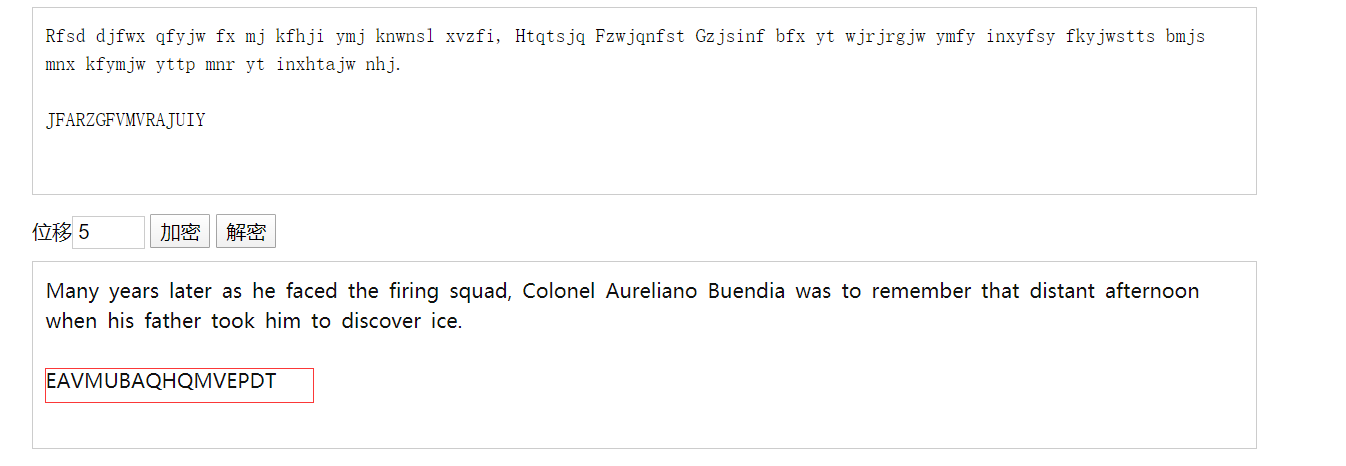 Rfsd djfwx qfyjw fx mj kfhji ymj knwnsl xvzfi, Htqtsjq Fzwjqnfst Gzjsinf bfx yt wjrjrgjw ymfy inxyfsy fkyjwstts bmjs
mnx kfymjw yttp mnr yt inxhtajw nhj.
JFARZGFVMVRAJUIY
位移 5 加密 解密
Many years later as he faced the firing squad, Colonel Aureliano Buendia was to remember that distant afternoon
when his father took him to discover ice.
EAVMUBAQHQMVEPDT